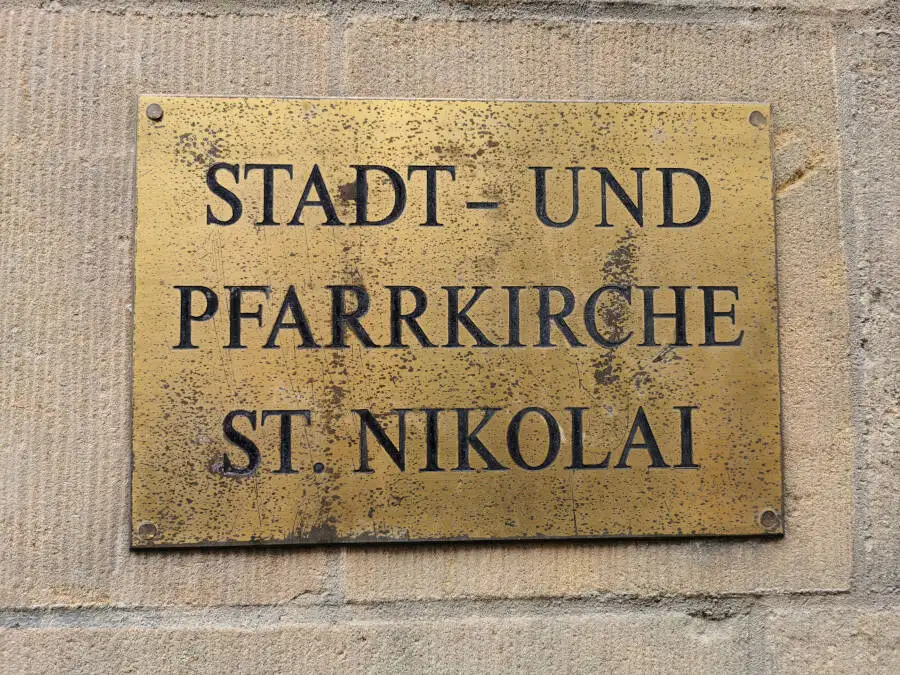 STADT - UND
PFARRKIRCHE
ST. NIKOLAI